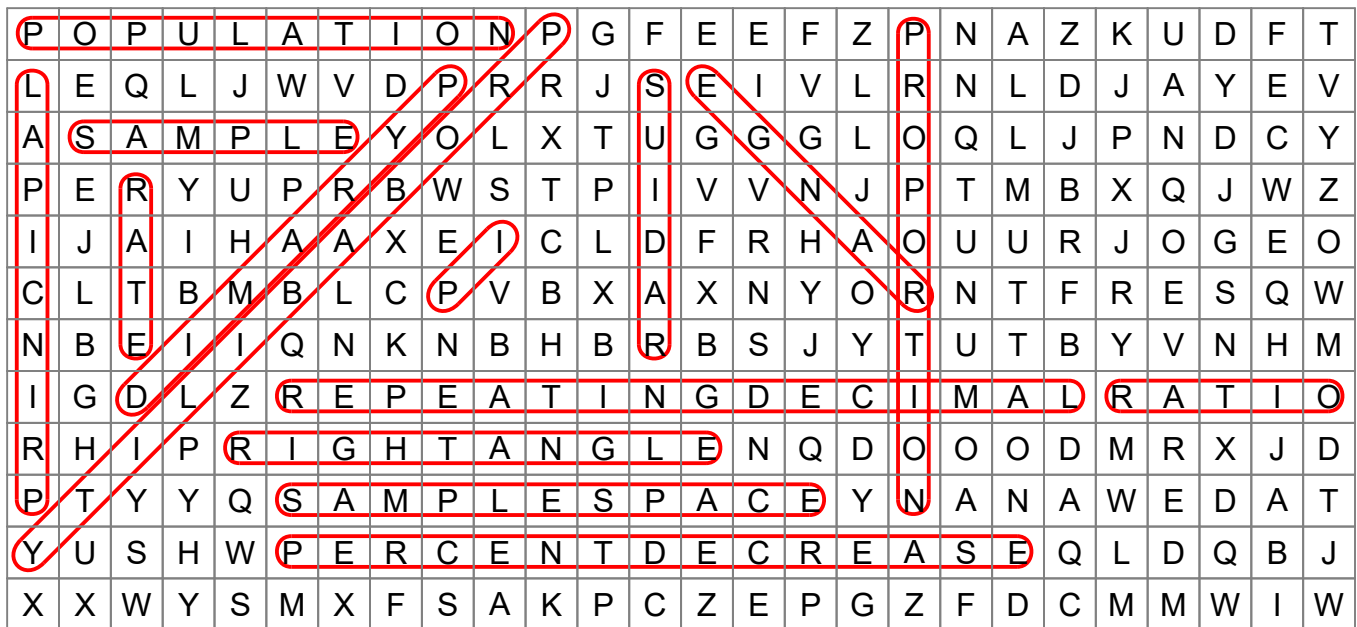 P O P U L A T I O N P G F E E F Z P N A Z K U D F T
L E Q L J W V D P R R J S E I V L R N L D J A Y E V
A S A M P L E Y O L X T U G G G L O Q L J P N D C Y
P E R Y U P R B W S T P I V V N J P T M B X Q J W Z
I J A I H A A X E I C L D F R H A O U U R J O G E O
C L T B M B L C P V B X A X N Y O R N T F R E S Q W
N B E I I Q N K N B H B R B S J Y T U T B Y V N H M
I G D L Z R E P E A T I N G D E C I M A L R A T I O
R H I P R I G H T A N G L E N Q D O O O D M R X J D
P T Y Y Q S A M P L E S P A C E Y N A N A W E D A T
Y U S H W P E R C E N T D E C R E A S E Q L D Q B J
X X W Y S M X F S A K P C Z E P G Z F D C M M W I W